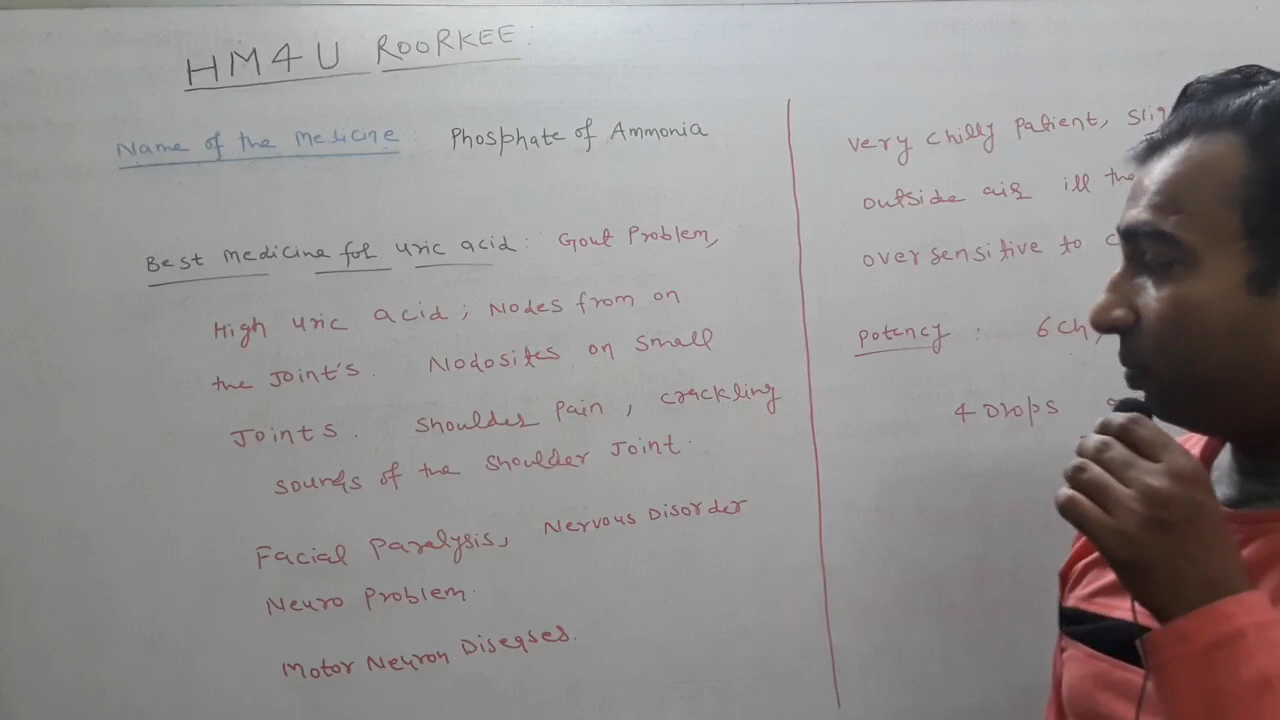 HM4U ROORKEE:
Name of the Medicine: Phosphate of Ammonia
Best Medicine for uric acid: Gout Problem,
High uric acid; Nodes from on
the Joint's. Nodosites on small
Joints. Shoulder Pain, crackling
sounds of the shoulder Joint.
Facial Paralysis, Nervous Disorder
Neuro Problem.
Motor Neuron Diseases.
very chilly Patient,
outside air ill
oversensitive to
Potency: 6ch,
4 Drops